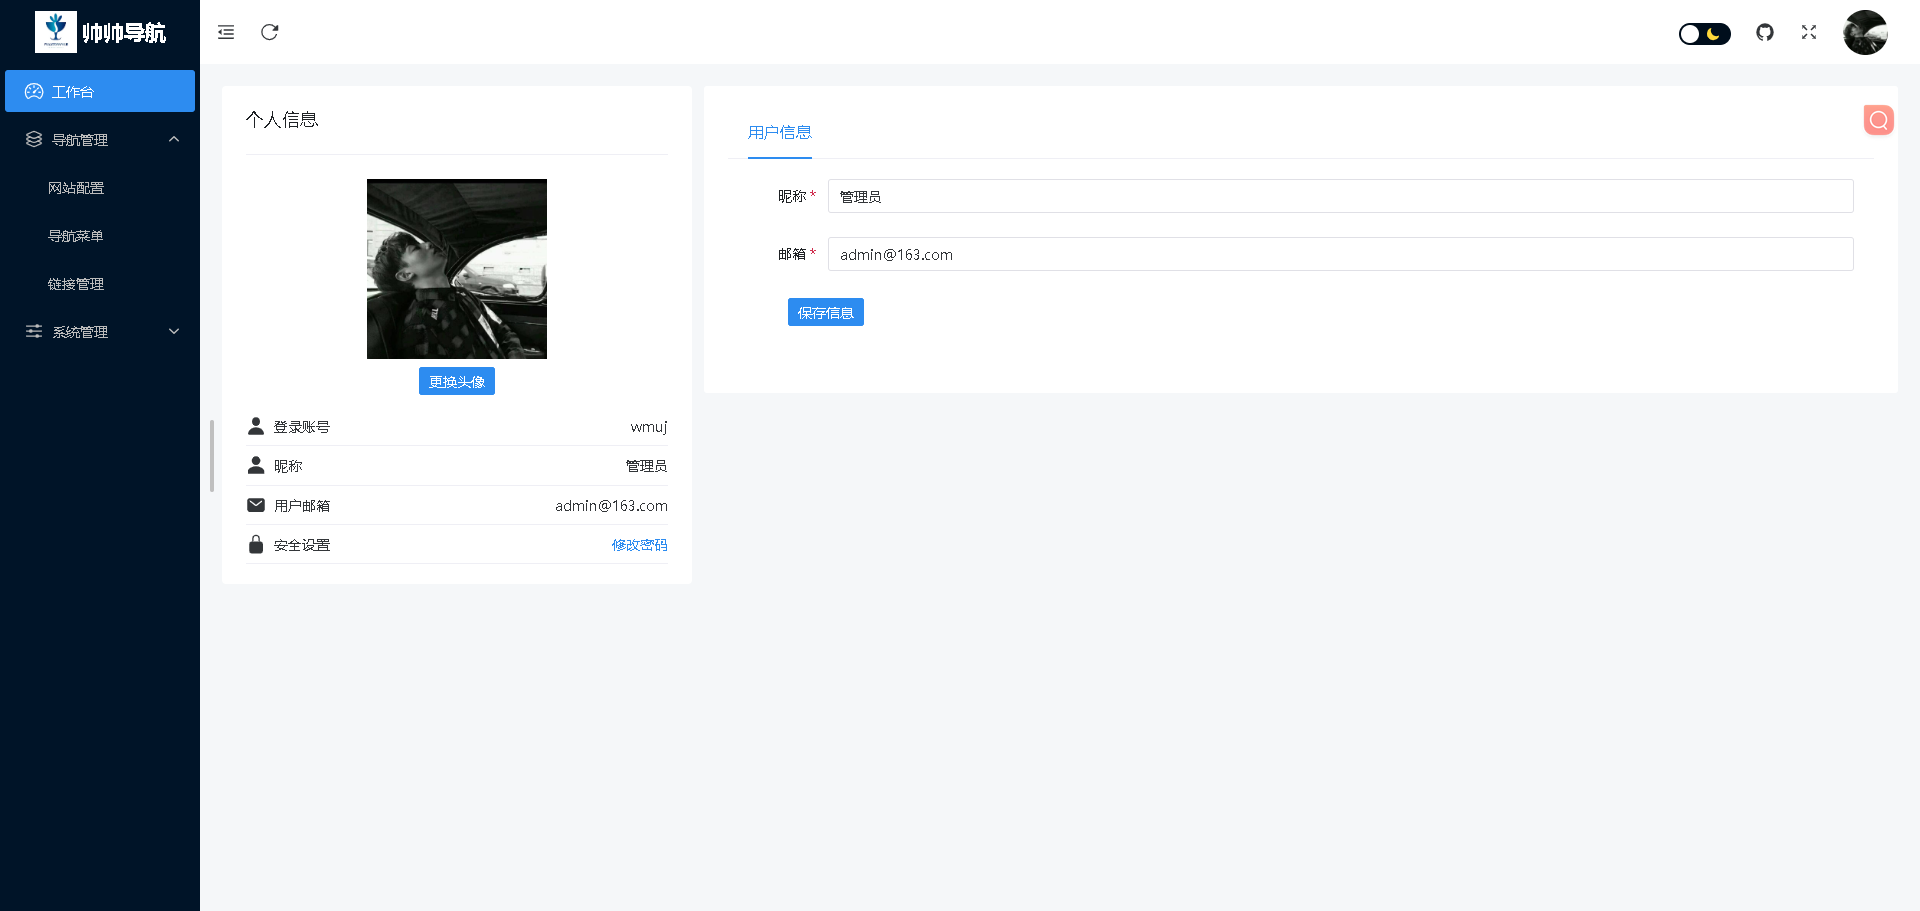 帅帅导航
工作台
导航管理
网站配置
导航菜单
链接管理
系统管理
个人信息
更换头像
登录账号 wmuj
昵称 管理员
用户邮箱 admin@163.com
安全设置 修改密码
用户信息
昵称* 管理员
邮箱* admin@163.com
保存信息